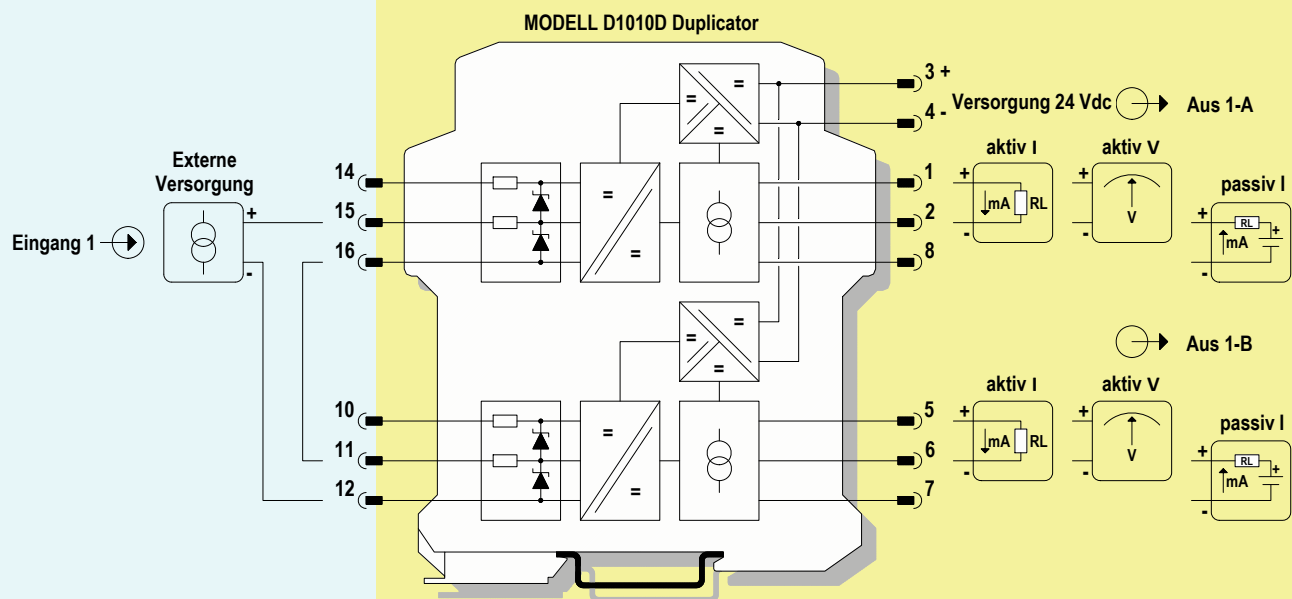 MODELL D1010D Duplicator
3 +
Versorgung 24 Vdc
Aus 1-A
4 -
=
=
=
Externe
Versorgung
+
-
Eingang 1
14
15
16
=
=
1
2
8
aktiv I
+
-
mA
RL
aktiv V
+
-
V
passiv I
+
-
RL
mA
+
=
=
=
Aus 1-B
10
11
12
=
=
5
6
7
aktiv I
+
-
mA
RL
aktiv V
+
-
V
passiv I
+
-
RL
mA
+